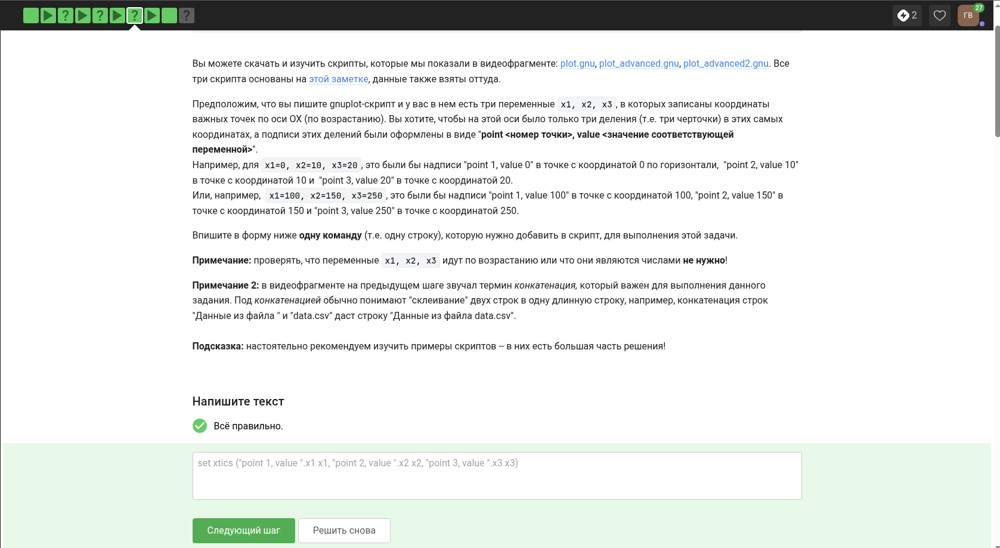 ? ? ? ?
2
ГВ
27
Вы можете скачать и изучить скрипты, которые мы показали в видеофрагменте: plot.gnu, plot_advanced.gnu, plot_advanced2.gnu. Все
три скрипта основаны на этой заметке, данные также взяты оттуда.
Предположим, что вы пишите gnuplot-скрипт и у вас в нем есть три переменные x1, x2, x3, в которых записаны координаты
важных точек по оси OX (по возрастанию). Вы хотите, чтобы на этой оси было только три деления (т.е. три черточки) в этих самых
координатах, а подписи этих делений были оформлены в виде "point <номер точки>, value <значение соответствующей
переменной>".
Например, для x1=0, x2=10, x3=20, это были бы надписи "point 1, value 0" в точке с координатой 0 по горизонтали, "point 2, value 10"
в точке с координатой 10 и "point 3, value 20" в точке с координатой 20.
Или, например, x1=100, x2=150, x3=250, это были бы надписи "point 1, value 100" в точке с координатой 100, "point 2, value 150" в
точке с координатой 150 и "point 3, value 250" в точке с координатой 250.
Впишите в форму ниже одну команду (т.е. одну строку), которую нужно добавить в скрипт, для выполнения этой задачи.
Примечание: проверять, что переменные x1, x2, x3 идут по возрастанию или что они являются числами не нужно!
Примечание 2: в видеофрагменте на предыдущем шаге звучал термин конкатенация, который важен для выполнения данного
задания. Под конкатенацией обычно понимают "склеивание" двух строк в одну длинную строку, например, конкатенация строк
"Данные из файла " и "data.csv" даст строку "Данные из файла data.csv".
Подсказка: настоятельно рекомендуем изучить примеры скриптов -- в них есть большая часть решения!
Напишите текст
Всё правильно.
set xtics ("point 1, value ".x1 x1, "point 2, value ".x2 x2, "point 3, value ".x3 x3)
Следующий шаг
Решить снова